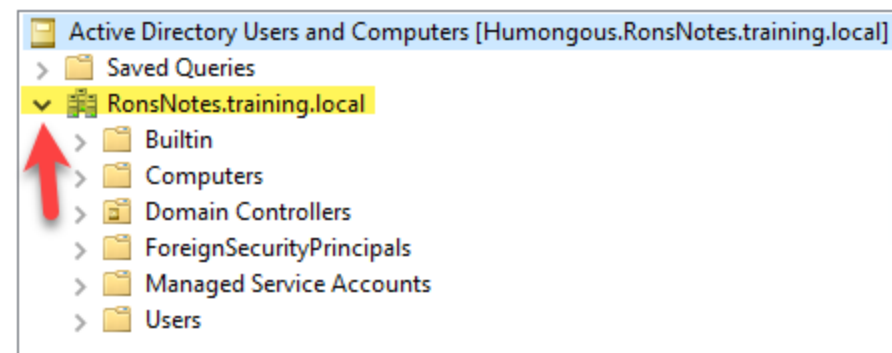 Active Directory Users and Computers [Humongous.RonsNotes.training.local]
Saved Queries
RonsNotes.training.local
Builtin
Computers
Domain Controllers
ForeignSecurityPrincipals
Managed Service Accounts
Users